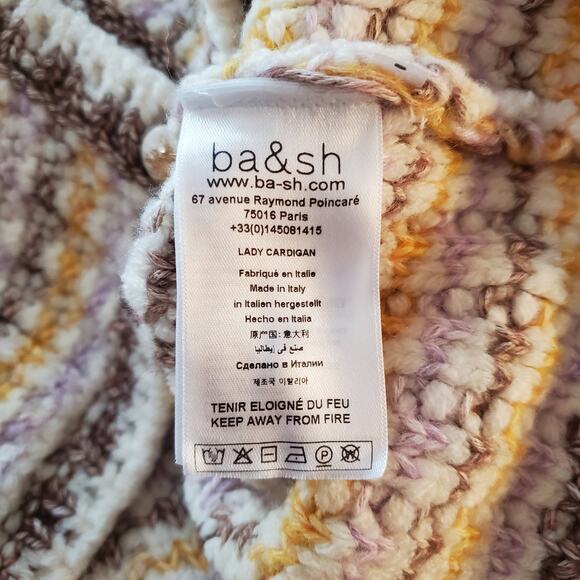 ba&sh
www.ba-sh.com
67 avenue Raymond Poincaré
75016 Paris
+33(0)145081415
LADY CARDIGAN
Fabriqué en Italie
Made in Italy
in Italien hergestellt
Hecho en Italia
原产国: 意大利
صنع في إيطاليا
Сделано в Италии
제조국 이탈리아
TENIR ELOIGNÉ DU FEU
KEEP AWAY FROM FIRE
P W